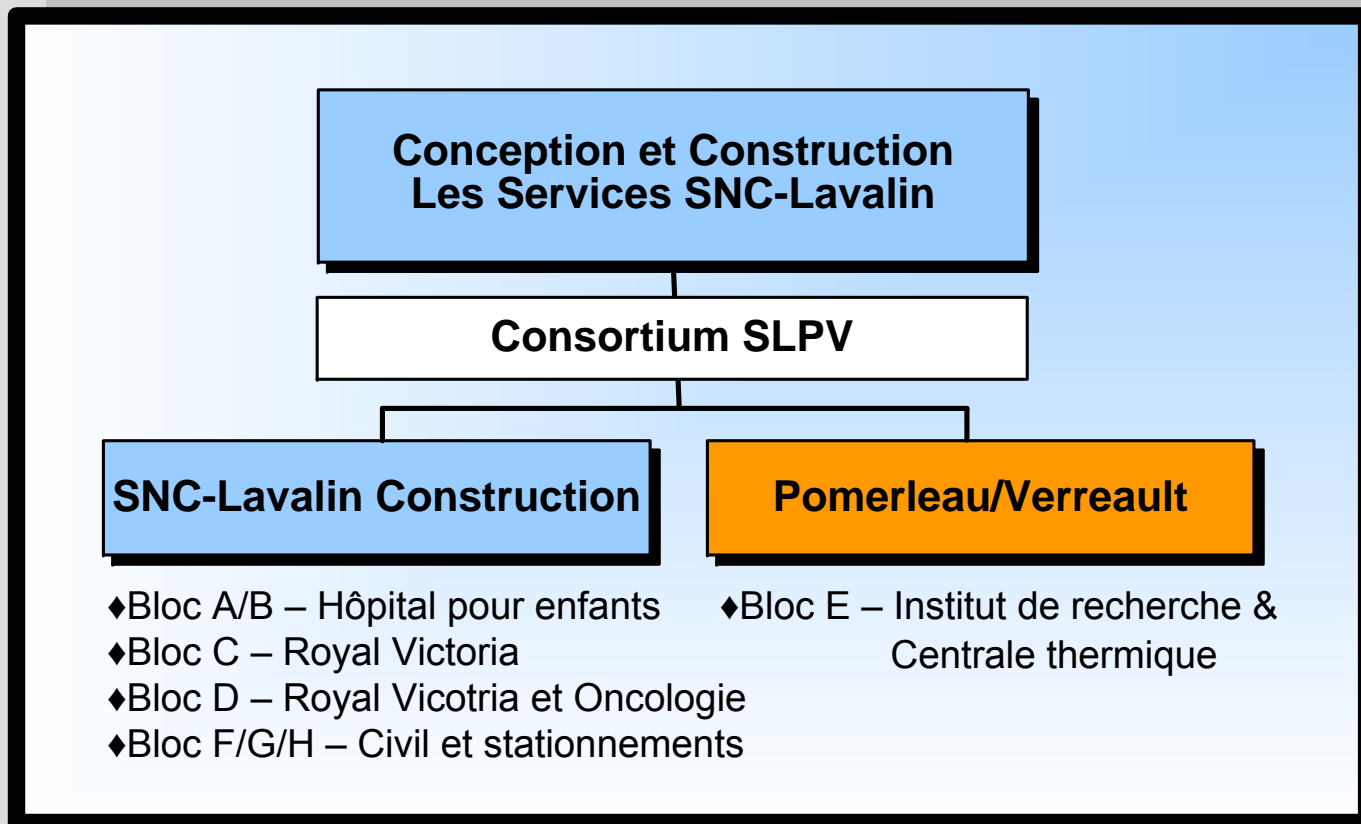 Conception et Construction
Les Services SNC-Lavalin
Consortium SLPV
SNC-Lavalin Construction
♦Bloc A/B – Hôpital pour enfants
♦Bloc C – Royal Victoria
♦Bloc D – Royal Vicotria et Oncologie
♦Bloc F/G/H – Civil et stationnements
Pomerleau/Verreault
♦Bloc E – Institut de recherche &
Centrale thermique